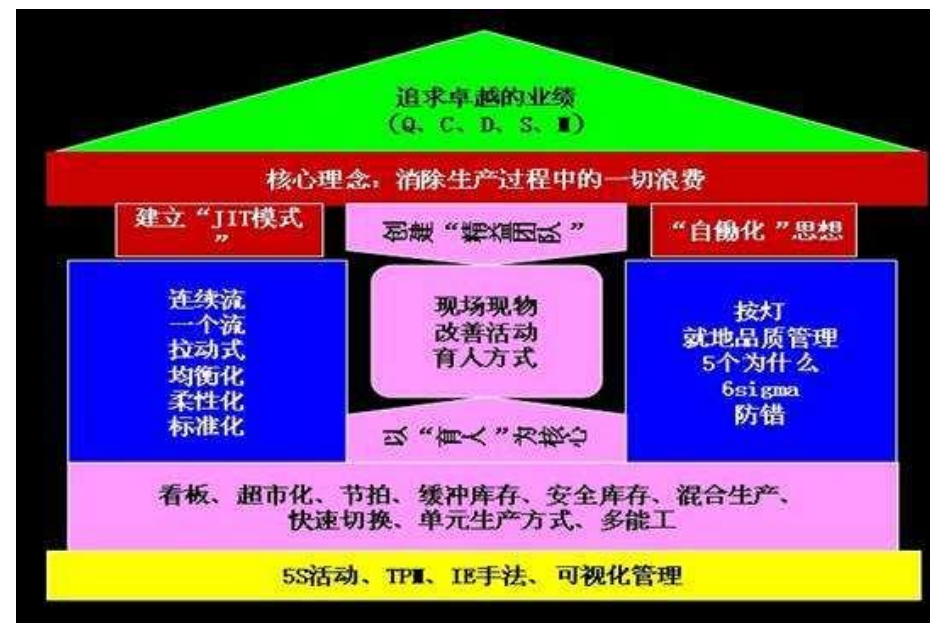 追求卓越的业绩
(Q、C、D、S、M)
核心理念：消除生产过程中的一切浪费
建立“JIT模式
”
创建“精益团队”
“自働化”思想
连续流
一个流
拉动式
均衡化
柔性化
标准化
现场现物
改善活动
育人方式
按灯
就地品质管理
5个为什么
6sigma
防错
以“育人”为核心
看板、超市化、节拍、缓冲库存、安全库存、混合生产、
快速切换、单元生产方式、多能工
5S活动、TPM、IE手法、可视化管理